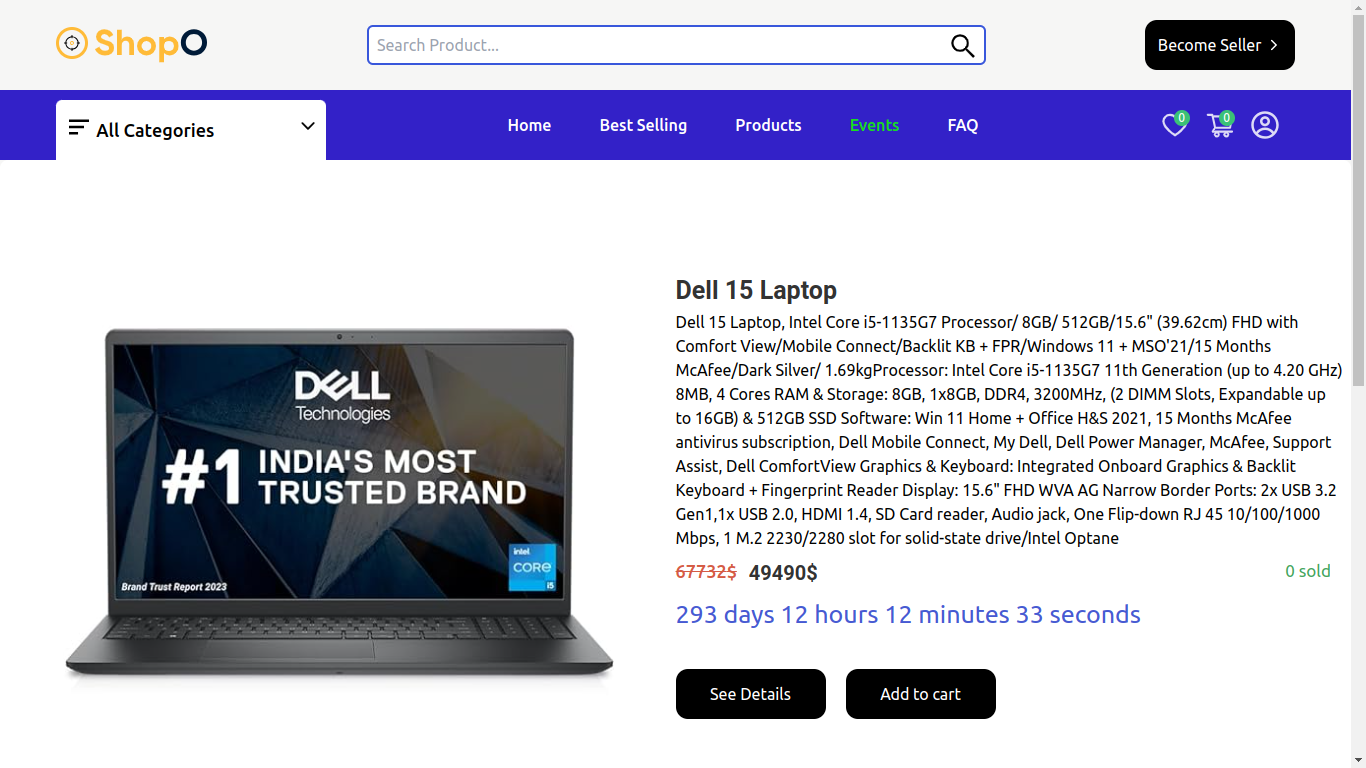 ShopO
Search Product...
Become Seller
All Categories
Home
Best Selling
Products
Events
FAQ
0
0
DELL
Technologies
#1 INDIA'S MOST
TRUSTED BRAND
intel
CORE
i5
Brand Trust Report 2023
Dell 15 Laptop
Dell 15 Laptop, Intel Core i5-1135G7 Processor/ 8GB/ 512GB/15.6" (39.62cm) FHD with
Comfort View/Mobile Connect/Backlit KB + FPR/Windows 11 + MSO'21/15 Months
McAfee/Dark Silver/ 1.69kgProcessor: Intel Core i5-1135G7 11th Generation (up to 4.20 GHz)
8MB, 4 Cores RAM & Storage: 8GB, 1x8GB, DDR4, 3200MHz, (2 DIMM Slots, Expandable up
to 16GB) & 512GB SSD Software: Win 11 Home + Office H&S 2021, 15 Months McAfee
antivirus subscription, Dell Mobile Connect, My Dell, Dell Power Manager, McAfee, Support
Assist, Dell ComfortView Graphics & Keyboard: Integrated Onboard Graphics & Backlit
Keyboard + Fingerprint Reader Display: 15.6" FHD WVA AG Narrow Border Ports: 2x USB 3.2
Gen1,1x USB 2.0, HDMI 1.4, SD Card reader, Audio jack, One Flip-down RJ 45 10/100/1000
Mbps, 1 M.2 2230/2280 slot for solid-state drive/Intel Optane
67732$ 49490$
0 sold
293 days 12 hours 12 minutes 33 seconds
See Details
Add to cart